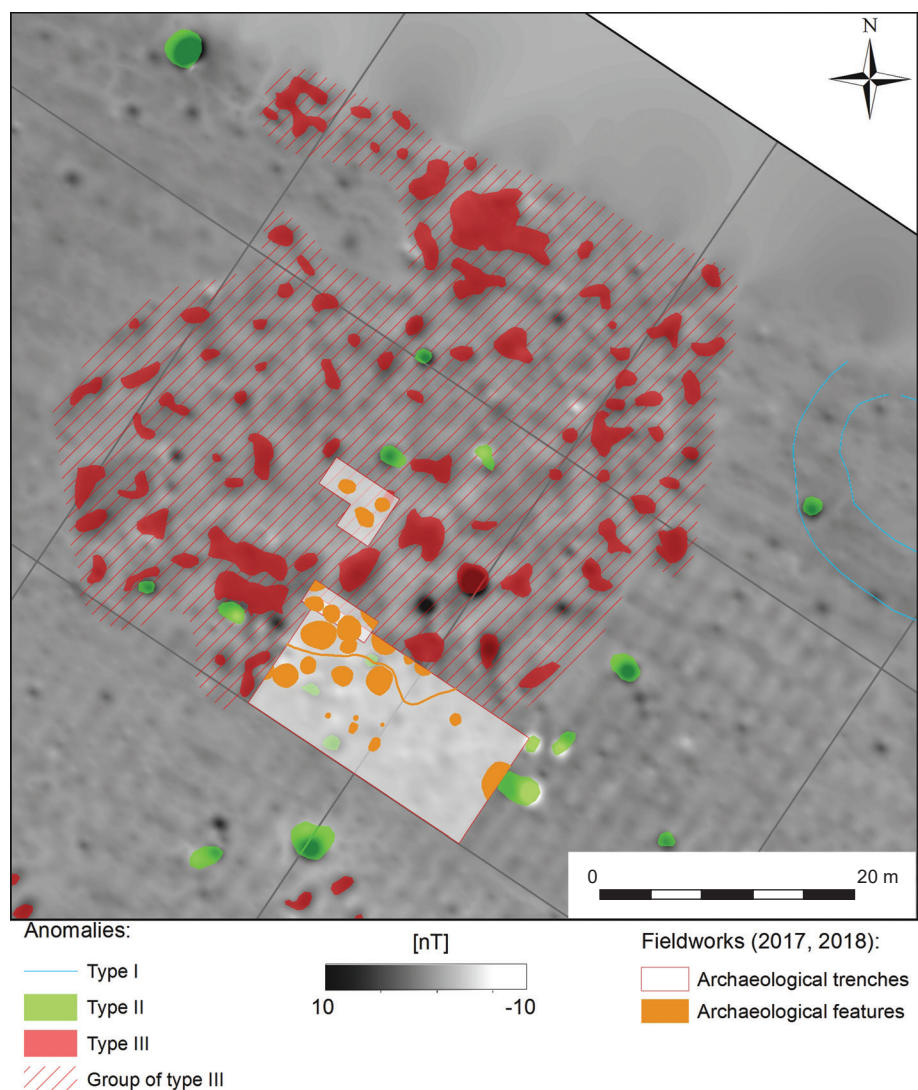 N
0 20 m
Anomalies:
Type I
Type II
Type III
Group of type III
[nT]
10 -10
Fieldworks (2017, 2018):
Archaeological trenches
Archaeological features